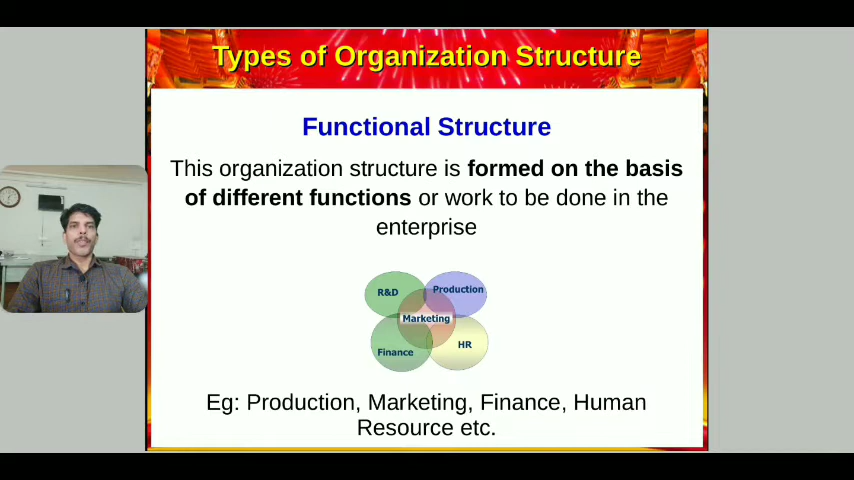 Types of Organization Structure
Functional Structure
This organization structure is formed on the basis
of different functions or work to be done in the
enterprise
R&D
Production
Marketing
Finance
HR
Eg: Production, Marketing, Finance, Human
Resource etc.